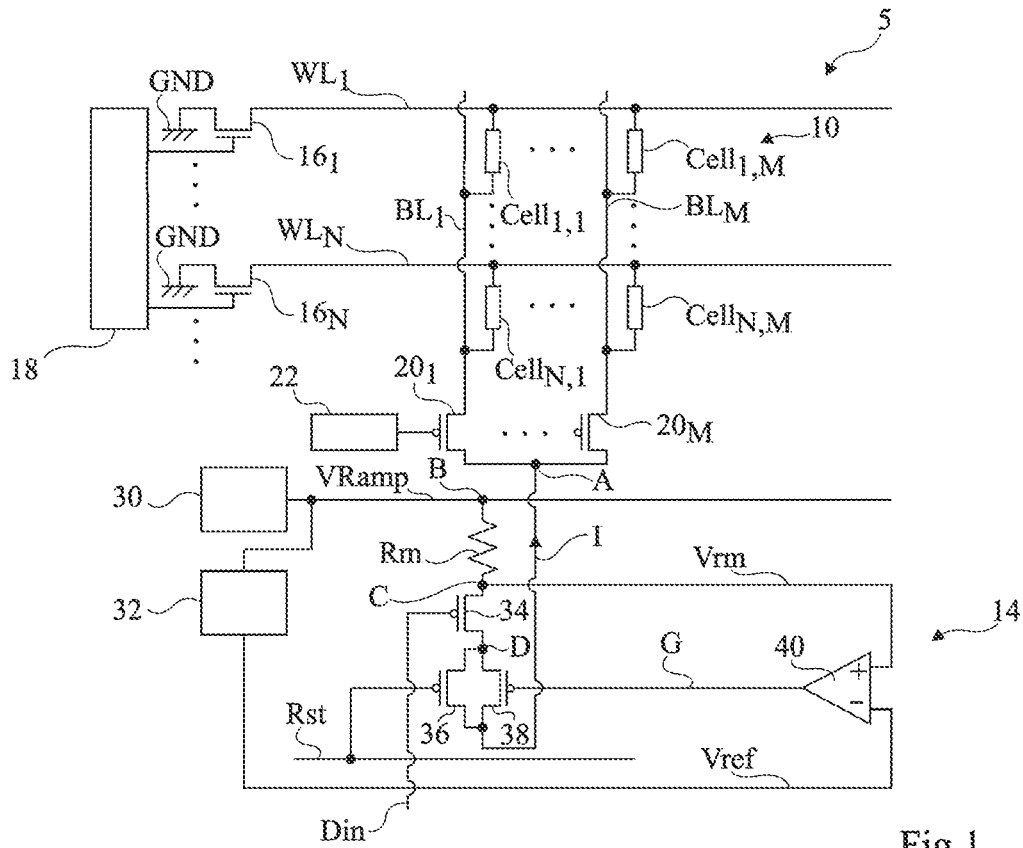 5
GND
WL1
161
10
Cell1,1
Cell1,M
BL1
BLM
GND
WLN
16N
18
CellN,1
CellN,M
22
201
20M
A
30
VRamp
B
Rm
I
Vrm
32
C
34
14
D
G
40
+
-
Rst
36
38
Vref
Din
Fig 1